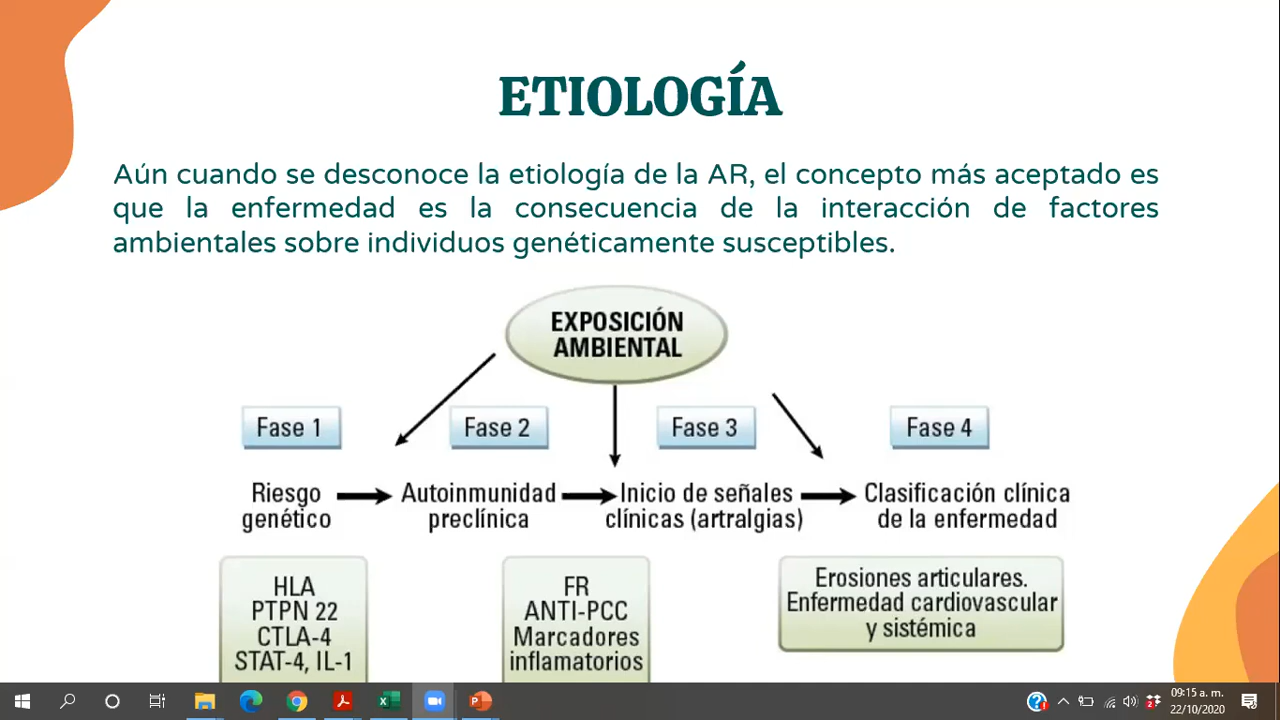 ETIOLOGÍA
Aún cuando se desconoce la etiología de la AR, el concepto más aceptado es
que la enfermedad es la consecuencia de la interacción de factores
ambientales sobre individuos genéticamente susceptibles.
EXPOSICIÓN
AMBIENTAL
Fase 1
Fase 2
Fase 3
Fase 4
Riesgo
genético
Autoinmunidad
preclínica
Inicio de señales
clínicas (artralgias)
Clasificación clínica
de la enfermedad
HLA
PTPN 22
CTLA-4
STAT-4, IL-1
FR
ANTI-PCC
Marcadores
inflamatorios
Erosiones articulares.
Enfermedad cardiovascular
y sistémica
09:15 a. m.
22/10/2020